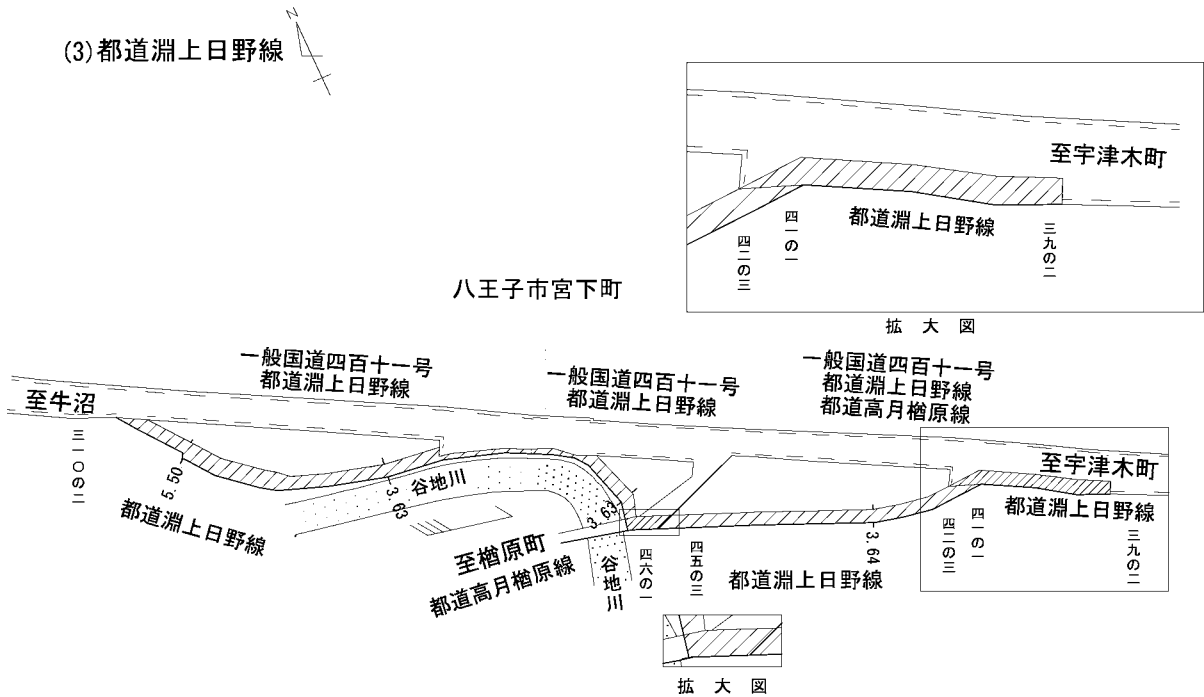 N
(3)都道淵上日野線
至宇津木町
都道淵上日野線
四二の三
四一の一
三九の二
拡大図
八王子市宮下町
一般国道四百十一号
都道淵上日野線
一般国道四百十一号
都道淵上日野線
一般国道四百十一号
都道淵上日野線
都道高月楢原線
至牛沼
三一〇の二
5.50
都道淵上日野線
3.63
谷地川
3.63
至楢原町
都道高月楢原線
谷地川
四六の一
四五の三
都道淵上日野線
3.64
四二の三
四一の一
至宇津木町
都道淵上日野線
三九の二
拡大図